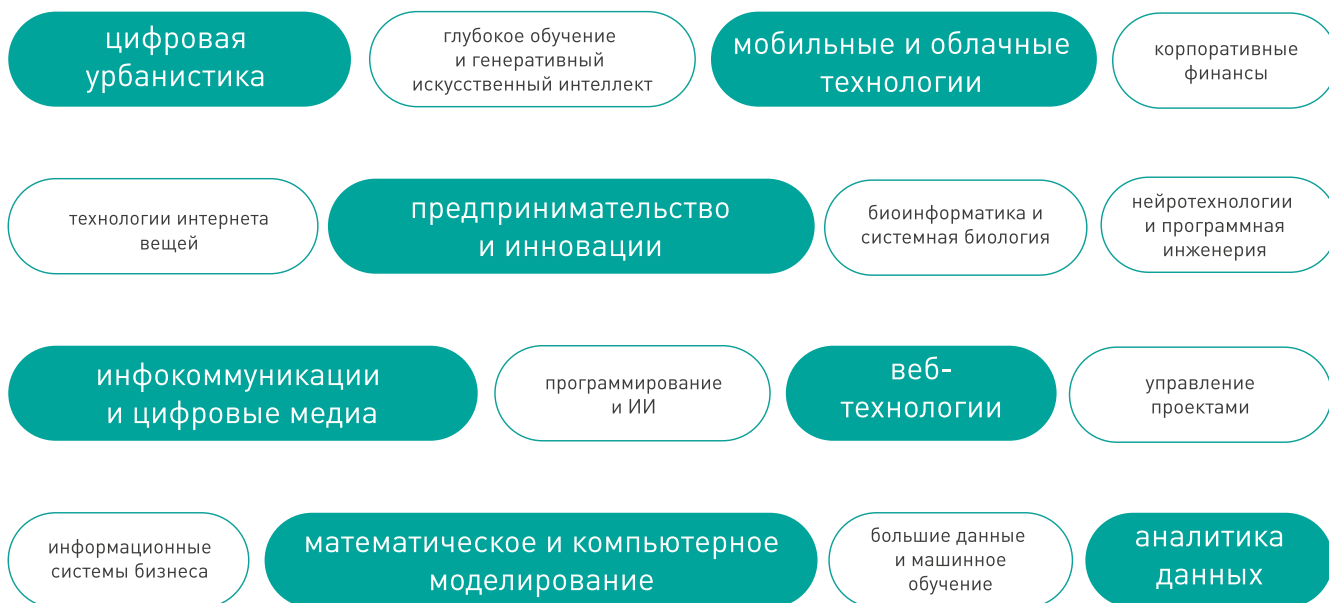 цифровая
урбанистика
глубокое обучение
и генеративный
искусственный интеллект
мобильные и облачные
технологии
корпоративные
финансы
технологии интернета
вещей
предпринимательство
и инновации
биоинформатика и
системная биология
нейротехнологии
и программная
инженерия
инфокоммуникации
и цифровые медиа
программирование
и ИИ
веб-
технологии
управление
проектами
информационные
системы бизнеса
математическое и компьютерное
моделирование
большие данные
и машинное
обучение
аналитика
данных